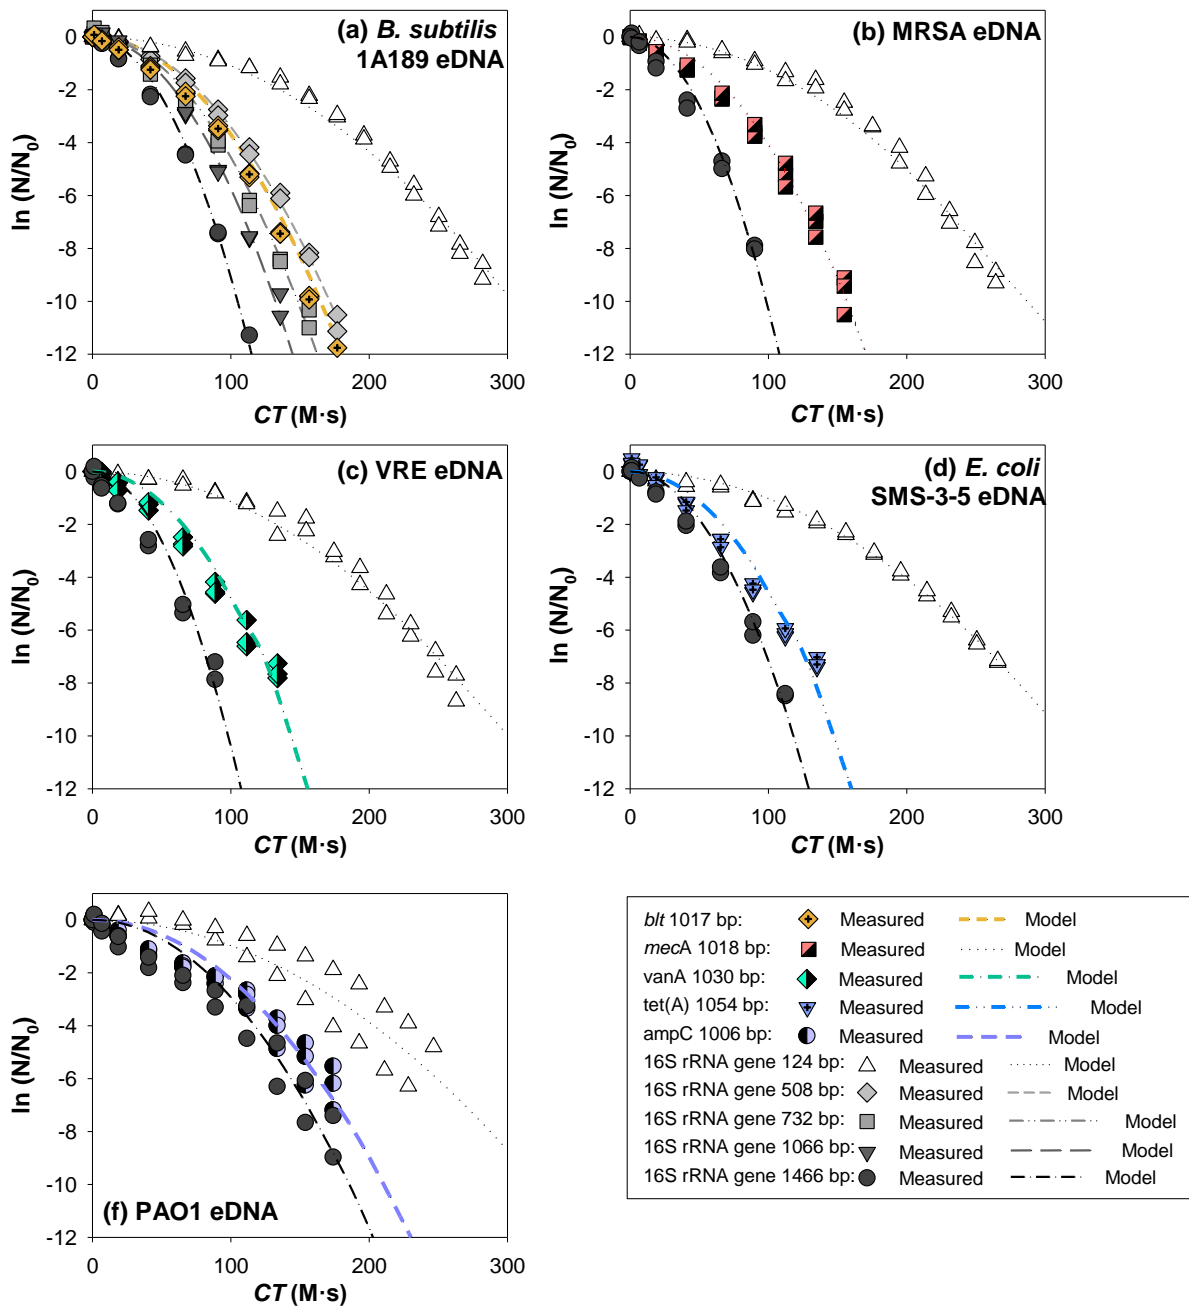 (a) B. subtilis
1A189 eDNA
ln (N/N0)
0
-2
-4
-6
-8
-10
-12
0 100 200 300
CT (M·s)
(b) MRSA eDNA
ln (N/N0)
0
-2
-4
-6
-8
-10
-12
0 100 200 300
CT (M·s)
(c) VRE eDNA
ln (N/N0)
0
-2
-4
-6
-8
-10
-12
0 100 200 300
CT (M·s)
(d) E. coli
SMS-3-5 eDNA
ln (N/N0)
0
-2
-4
-6
-8
-10
-12
0 100 200 300
CT (M·s)
(f) PAO1 eDNA
ln (N/N0)
0
-2
-4
-6
-8
-10
-12
0 100 200 300
CT (M·s)
blt 1017 bp: Measured Model
mecA 1018 bp: Measured Model
vanA 1030 bp: Measured Model
tet(A) 1054 bp: Measured Model
ampC 1006 bp: Measured Model
16S rRNA gene 124 bp: Measured Model
16S rRNA gene 508 bp: Measured Model
16S rRNA gene 732 bp: Measured Model
16S rRNA gene 1066 bp: Measured Model
16S rRNA gene 1466 bp: Measured Model